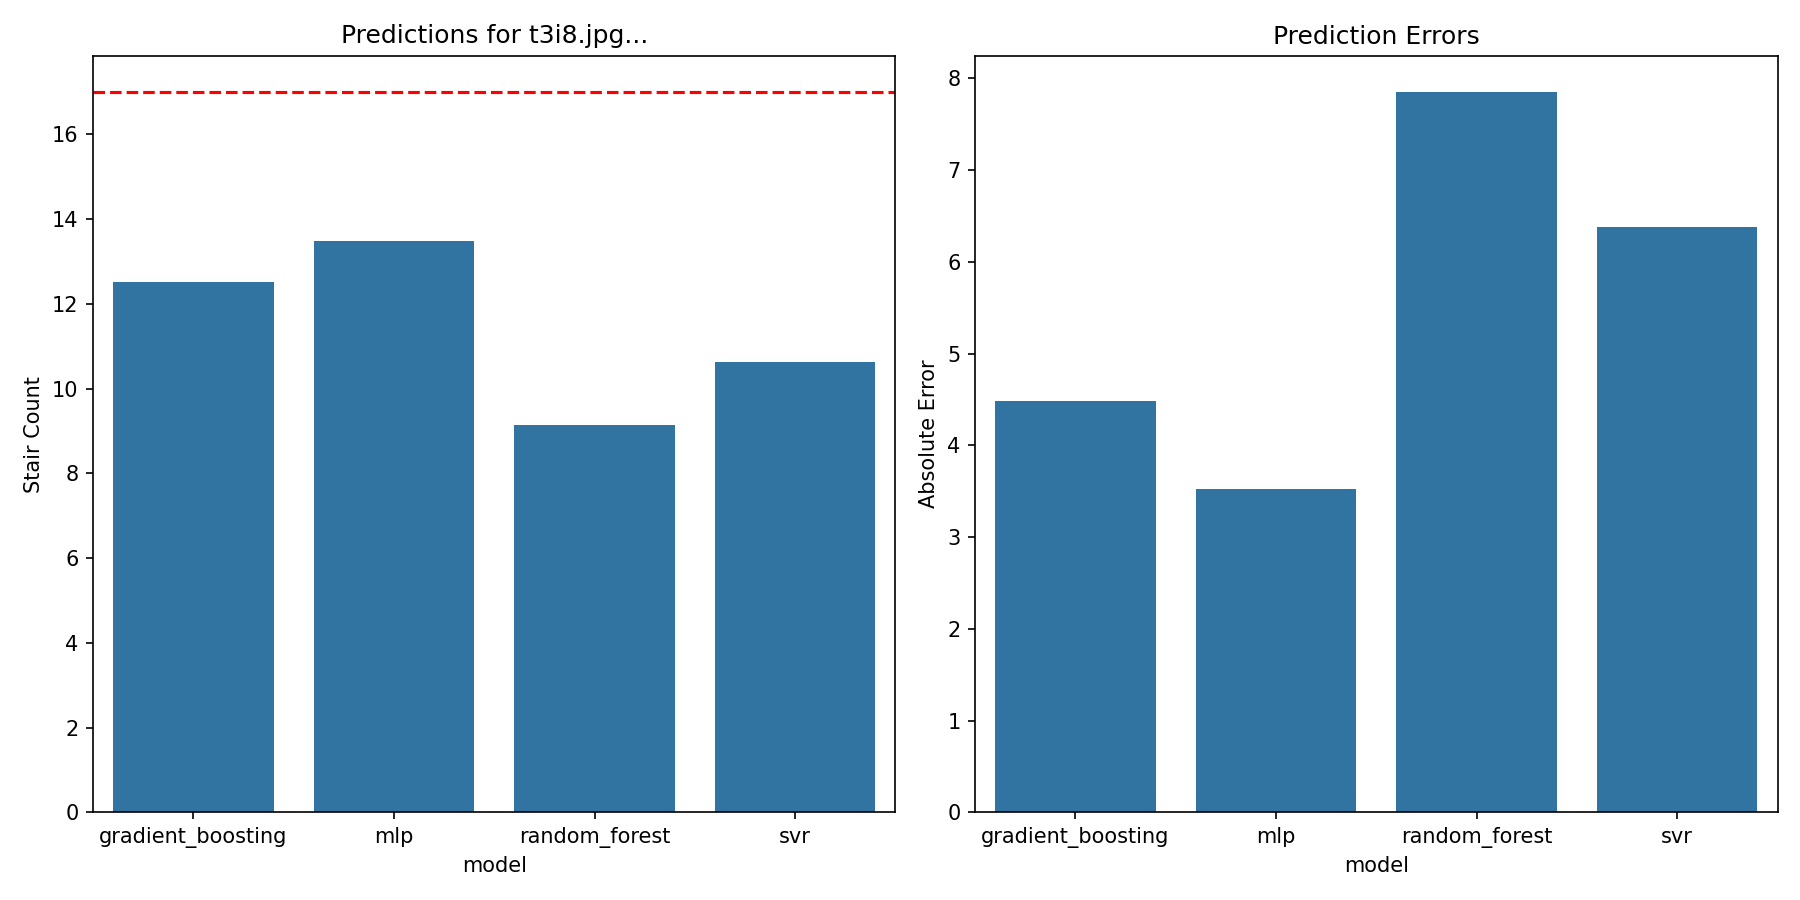 Predictions for t3i8.jpg...
Stair Count
16
14
12
10
8
6
4
2
0
gradient_boosting mlp random_forest svr
model
Prediction Errors
Absolute Error
8
7
6
5
4
3
2
1
0
gradient_boosting mlp random_forest svr
model